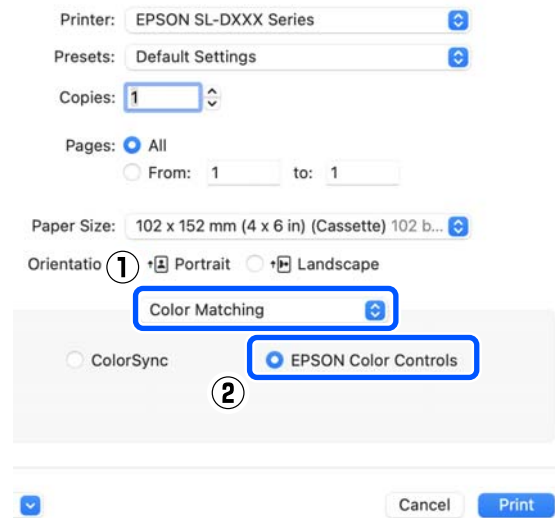 Printer: EPSON SL-DXXX Series
Presets: Default Settings
Copies: 1
Pages: All
From: 1 to: 1
Paper Size: 102 x 152 mm (4 x 6 in) (Cassette) 102 b...
Orientatio ① Portrait Landscape
Color Matching
ColorSync EPSON Color Controls
②
Cancel Print